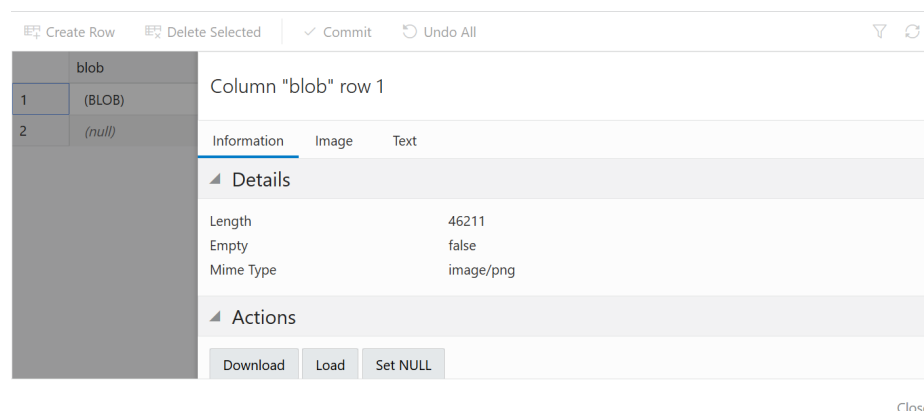 Create Row Delete Selected Commit Undo All
blob
1 (BLOB)
2 (null)
Column "blob" row 1
Information Image Text
Details
Length 46211
Empty false
Mime Type image/png
Actions
Download Load Set NULL